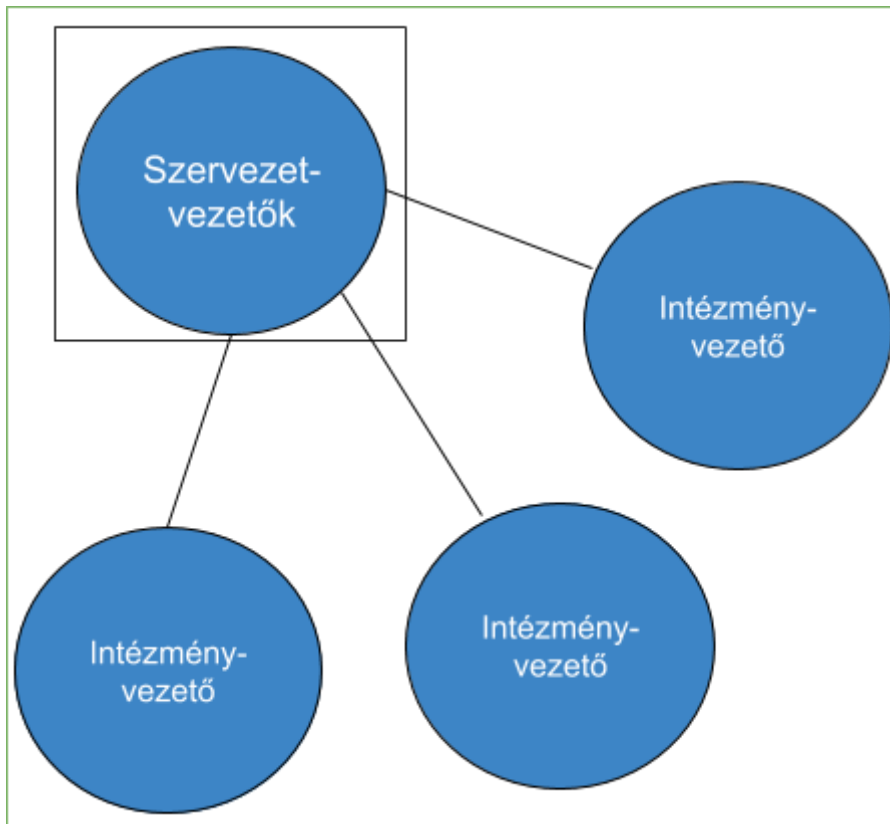 Szervezet-
vezetők
Intézmény-
vezető
Intézmény-
vezető
Intézmény-
vezető